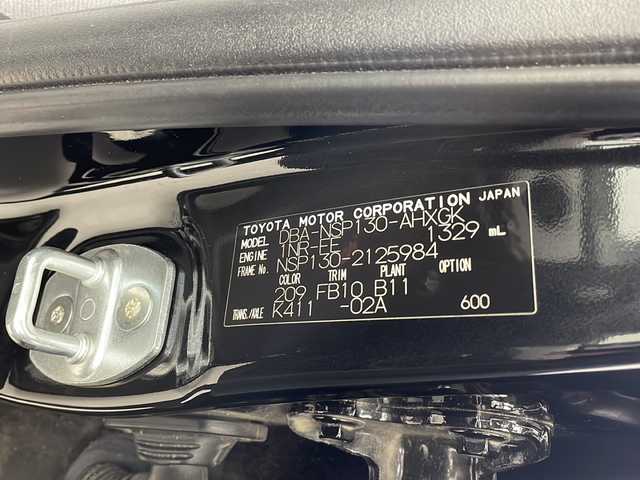 TOYOTA MOTOR CORPORATION JAPAN
MODEL DBA-NSP130-AHXGK
ENGINE 1NR-FE 1329 mL
FRAME No. NSP130-2125984
COLOR TRIM PLANT OPTION
209 FB10 B11
TRANS./AXLE K411 -02A 600